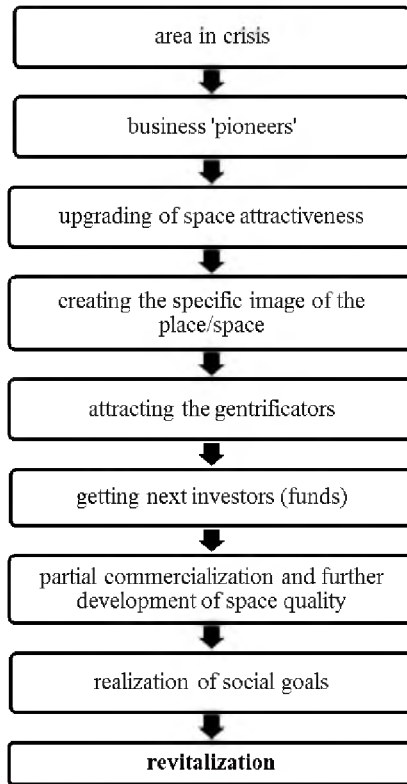 area in crisis
business 'pioneers'
upgrading of space attractiveness
creating the specific image of the
place/space
attracting the gentrificators
getting next investors (funds)
partial commercialization and further
development of space quality
realization of social goals
revitalization